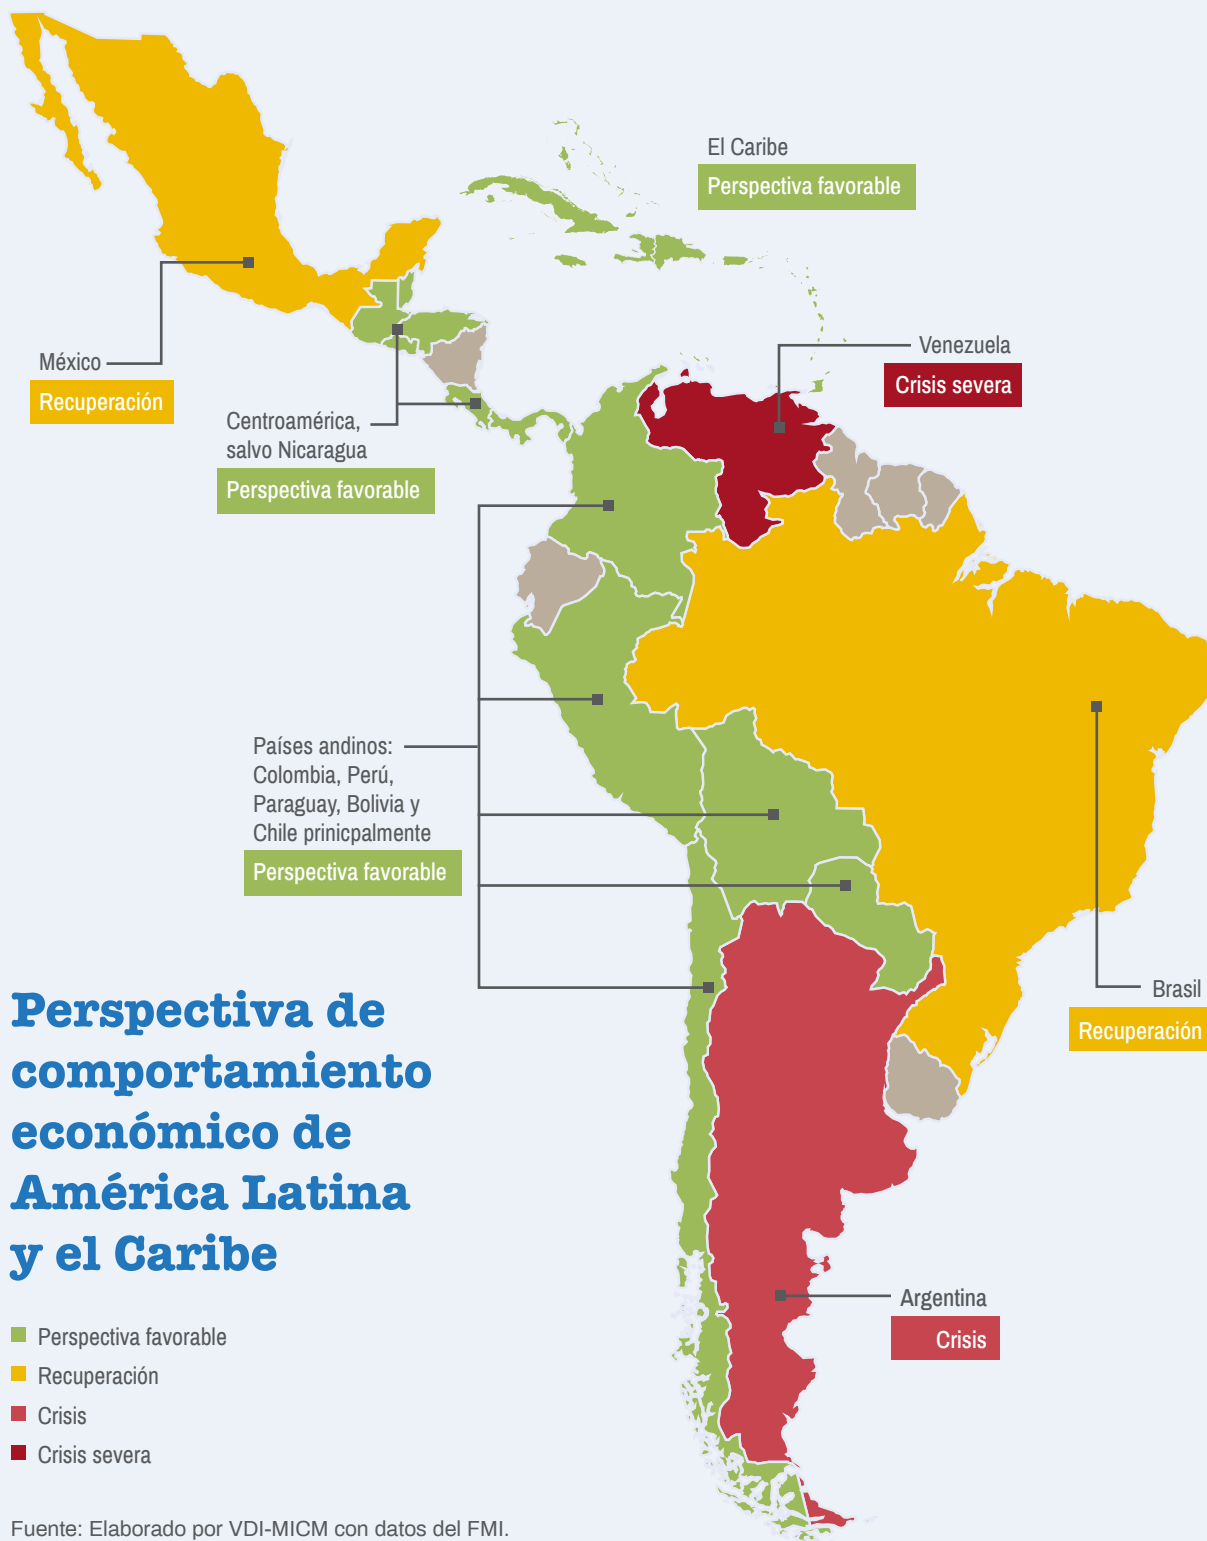 El Caribe
Perspectiva favorable
Venezuela
Crisis severa
México
Recuperación
Centroamérica,
salvo Nicaragua
Perspectiva favorable
Países andinos:
Colombia, Perú,
Paraguay, Bolivia y
Chile prinicpalmente
Perspectiva favorable
Brasil
Recuperación
Argentina
Crisis
Perspectiva de
comportamiento
económico de
América Latina
y el Caribe
Perspectiva favorable
Recuperación
Crisis
Crisis severa
Fuente: Elaborado por VDI-MICM con datos del FMI.